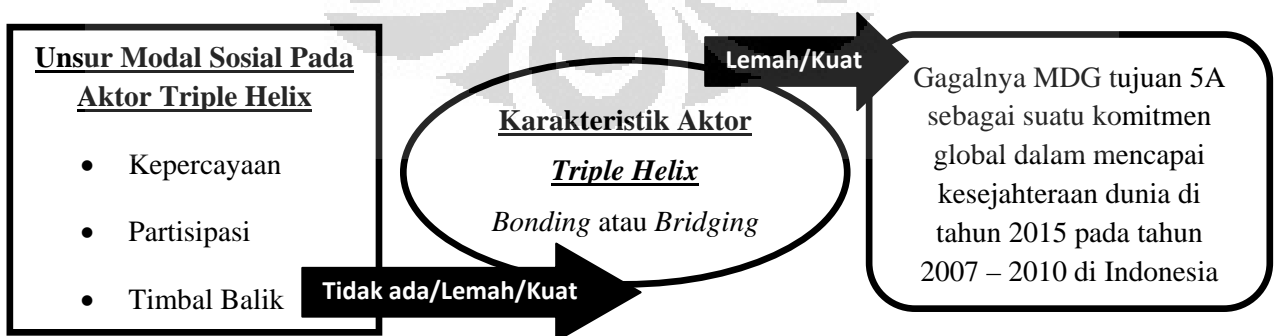 Unsur Modal Sosial Pada
Aktor Triple Helix
• Kepercayaan
• Partisipasi
• Timbal Balik
Tidak ada/Lemah/Kuat
Karakteristik Aktor
Triple Helix
Bonding atau Bridging
Lemah/Kuat
Gagalnya MDG tujuan 5A
sebagai suatu komitmen
global dalam mencapai
kesejahteraan dunia di
tahun 2015 pada tahun
2007 – 2010 di Indonesia